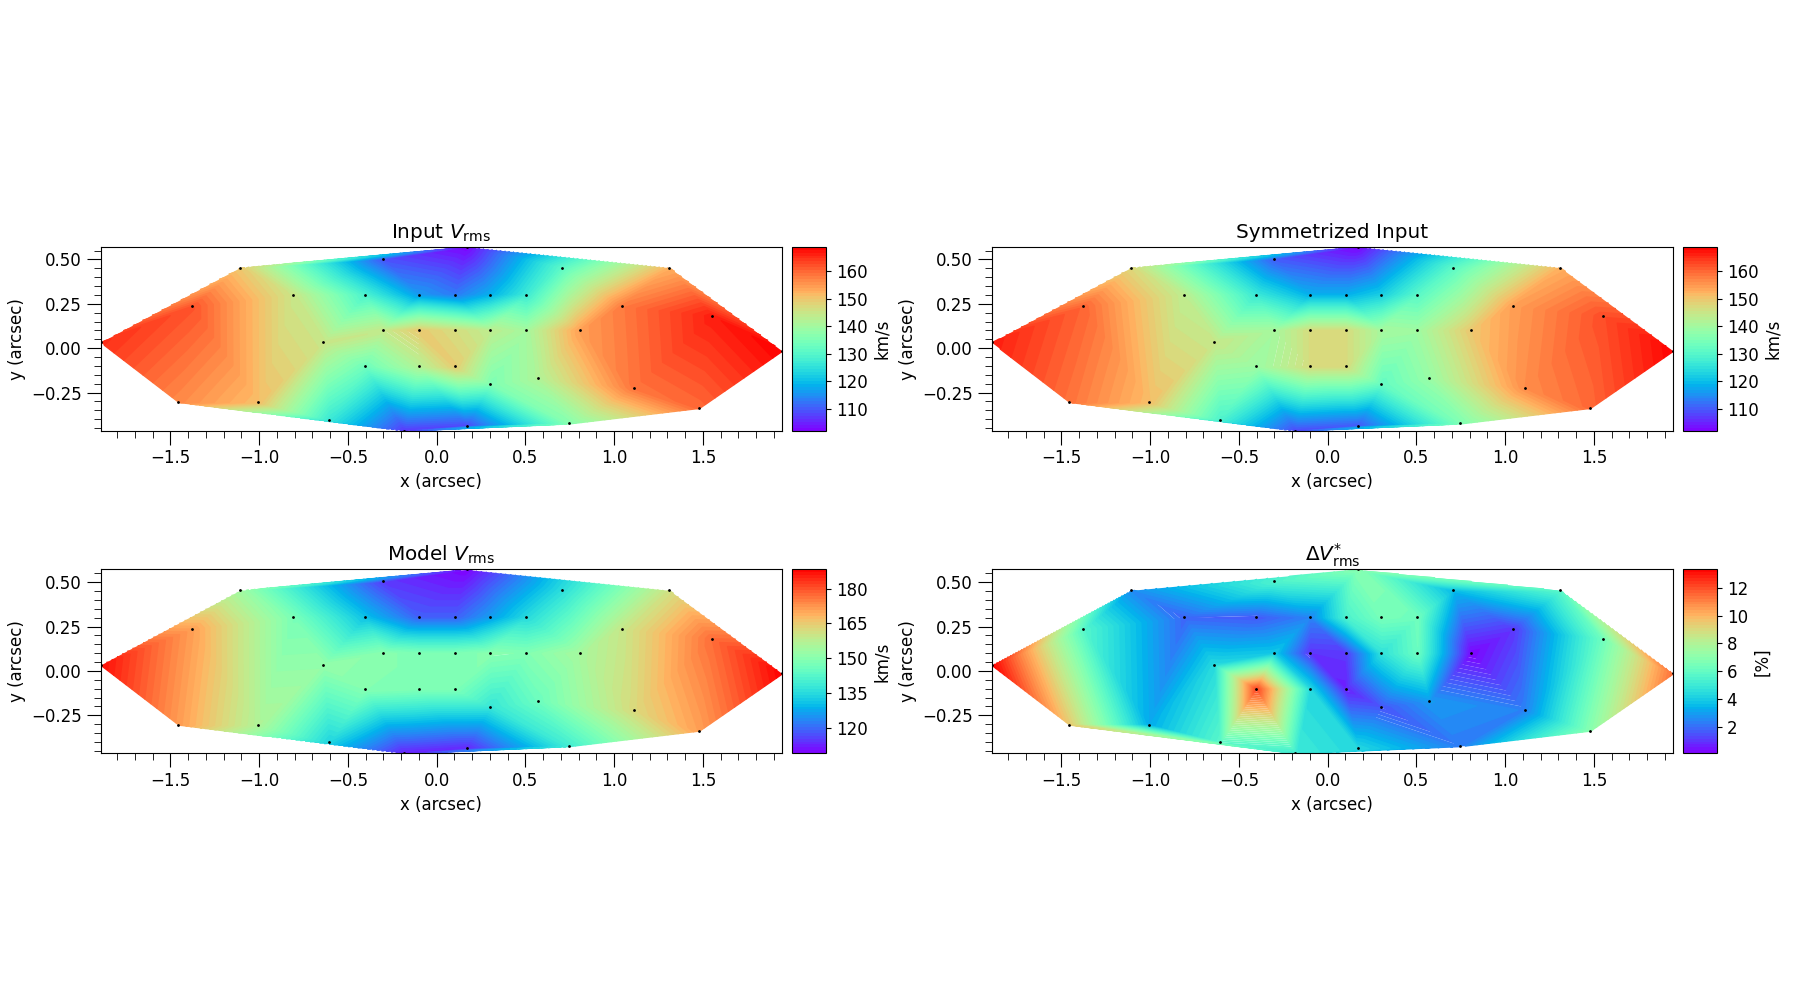 Input V_rms
0.50
0.25
0.00
−0.25
y (arcsec)
−1.5 −1.0 −0.5 0.0 0.5 1.0 1.5
x (arcsec)
160
150
140
130
120
110
km/s
Symmetrized Input
0.50
0.25
0.00
−0.25
y (arcsec)
−1.5 −1.0 −0.5 0.0 0.5 1.0 1.5
x (arcsec)
160
150
140
130
120
110
km/s
Model V_rms
0.50
0.25
0.00
−0.25
y (arcsec)
−1.5 −1.0 −0.5 0.0 0.5 1.0 1.5
x (arcsec)
180
165
150
135
120
km/s
ΔV*_rms
0.50
0.25
0.00
−0.25
y (arcsec)
−1.5 −1.0 −0.5 0.0 0.5 1.0 1.5
x (arcsec)
12
10
8
6
4
2
[%]